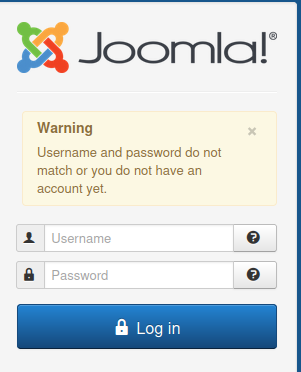 Joomla!®
Warning
×
Username and password do not
match or you do not have an
account yet.
Username
?
Password
?
Log in